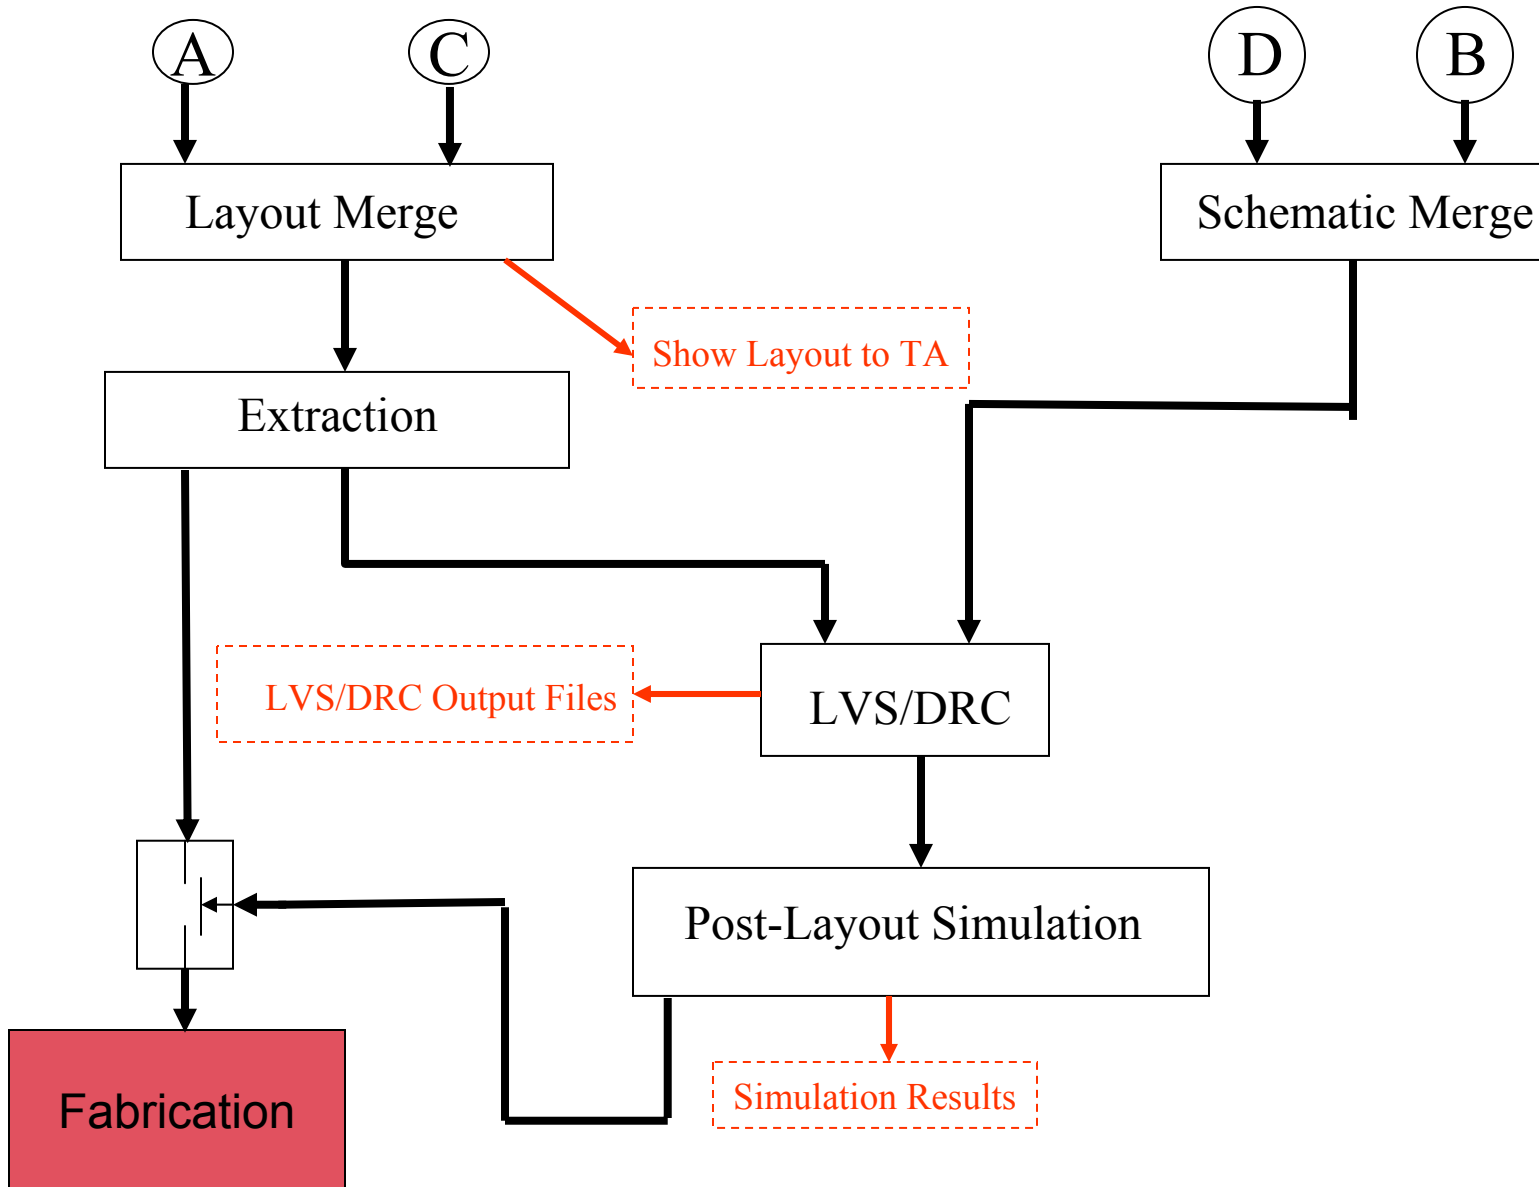 A
C
D
B
Layout Merge
Schematic Merge
Show Layout to TA
Extraction
LVS/DRC Output Files
LVS/DRC
Post-Layout Simulation
Simulation Results
Fabrication